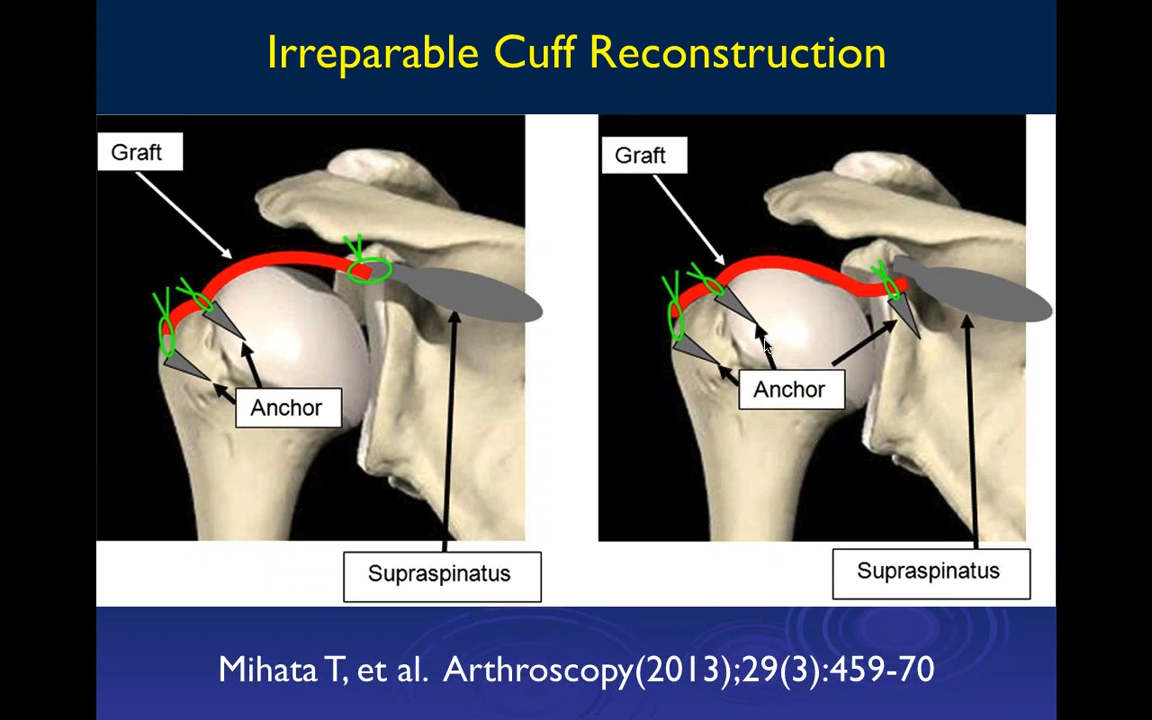 Irreparable Cuff Reconstruction
Graft
Anchor
Supraspinatus
Graft
Anchor
Supraspinatus
Mihata T, et al. Arthroscopy(2013);29(3):459-70